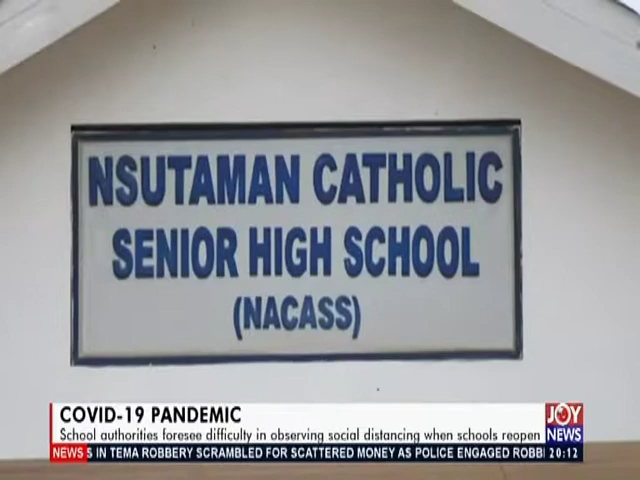 NSUTAMAN CATHOLIC
SENIOR HIGH SCHOOL
(NACASS)
COVID-19 PANDEMIC
School authorities foresee difficulty in observing social distancing when schools reopen
JOY
NEWS
NEWS S IN TEMA ROBBERY SCRAMBLED FOR SCATTERED MONEY AS POLICE ENGAGED ROBB 20:12